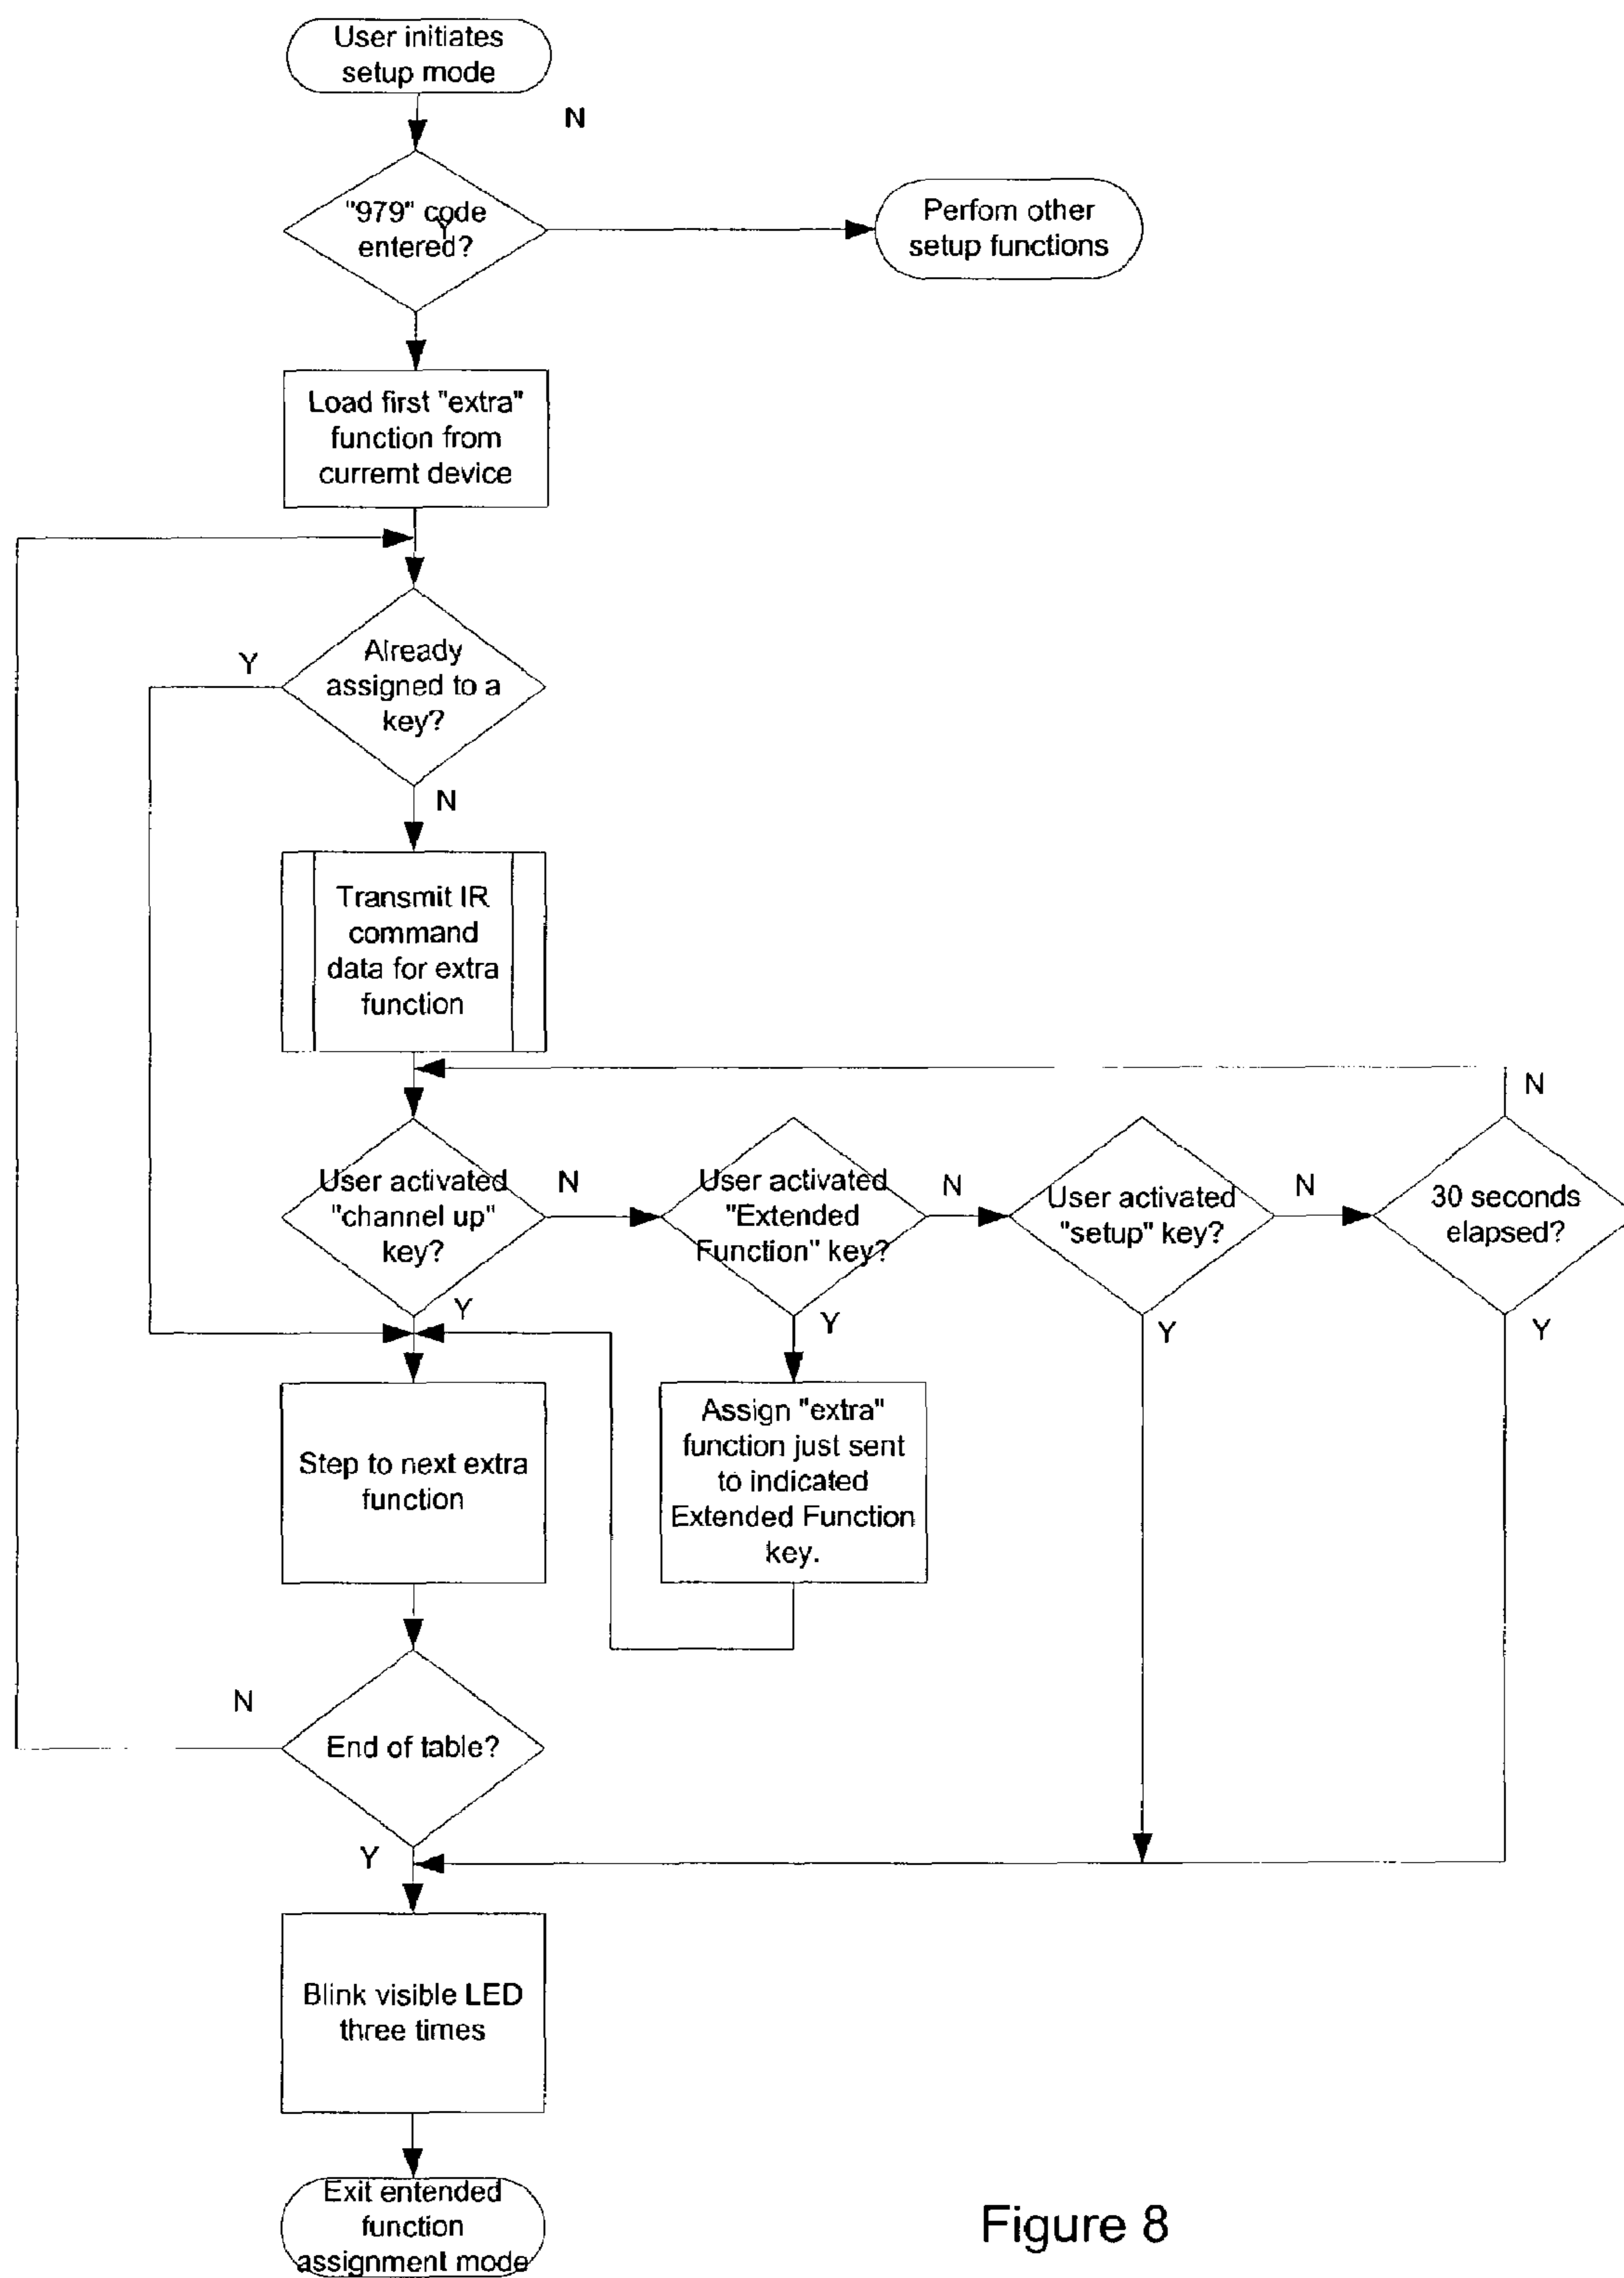 User initiates
setup mode
N
"979" code
Y
entered?
Perfom other
setup functions
Load first "extra"
function from
curremt device
Already
assigned to a
key?
Y
N
Transmit IR
command
data for extra
function
N
User activated
"channel up"
key?
N
User activated
"Extended
Function" key?
N
User activated
"setup" key?
N
30 seconds
elapsed?
Y
Y
Y
Y
Step to next extra
function
Assign "extra"
function just sent
to indicated
Extended Function
key.
N
End of table?
Y
Blink visible LED
three times
Exit entended
function
assignment mode
Figure 8